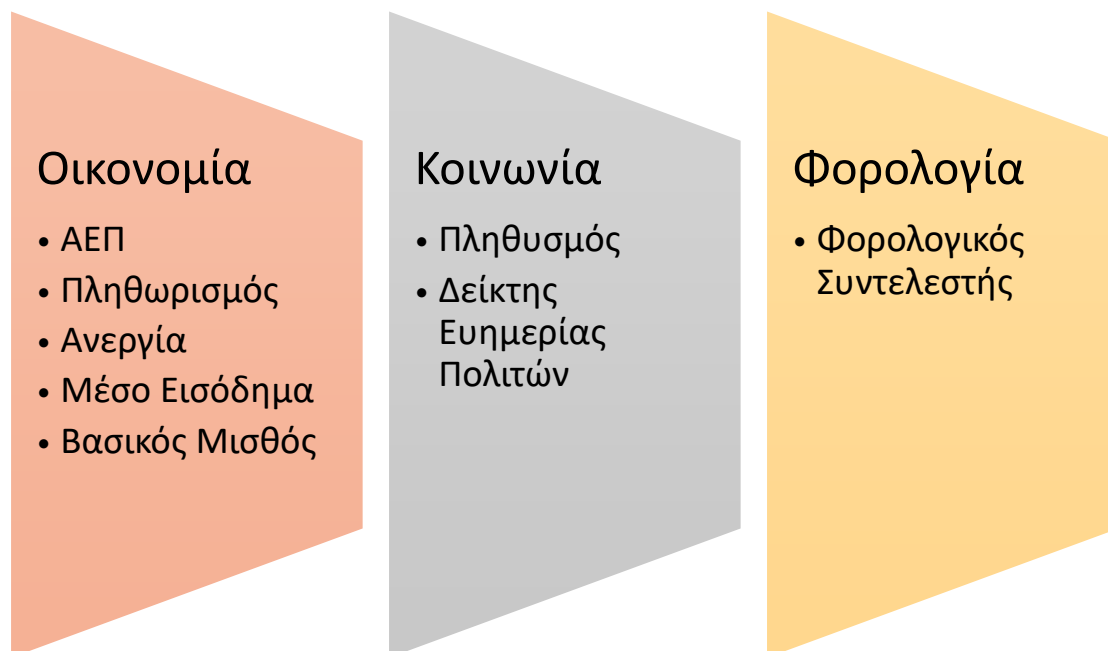 Οικονομία
• ΑΕΠ
• Πληθωρισμός
• Ανεργία
• Μέσο Εισόδημα
• Βασικός Μισθός
Κοινωνία
• Πληθυσμός
• Δείκτης
Ευημερίας
Πολιτών
Φορολογία
• Φορολογικός
Συντελεστής